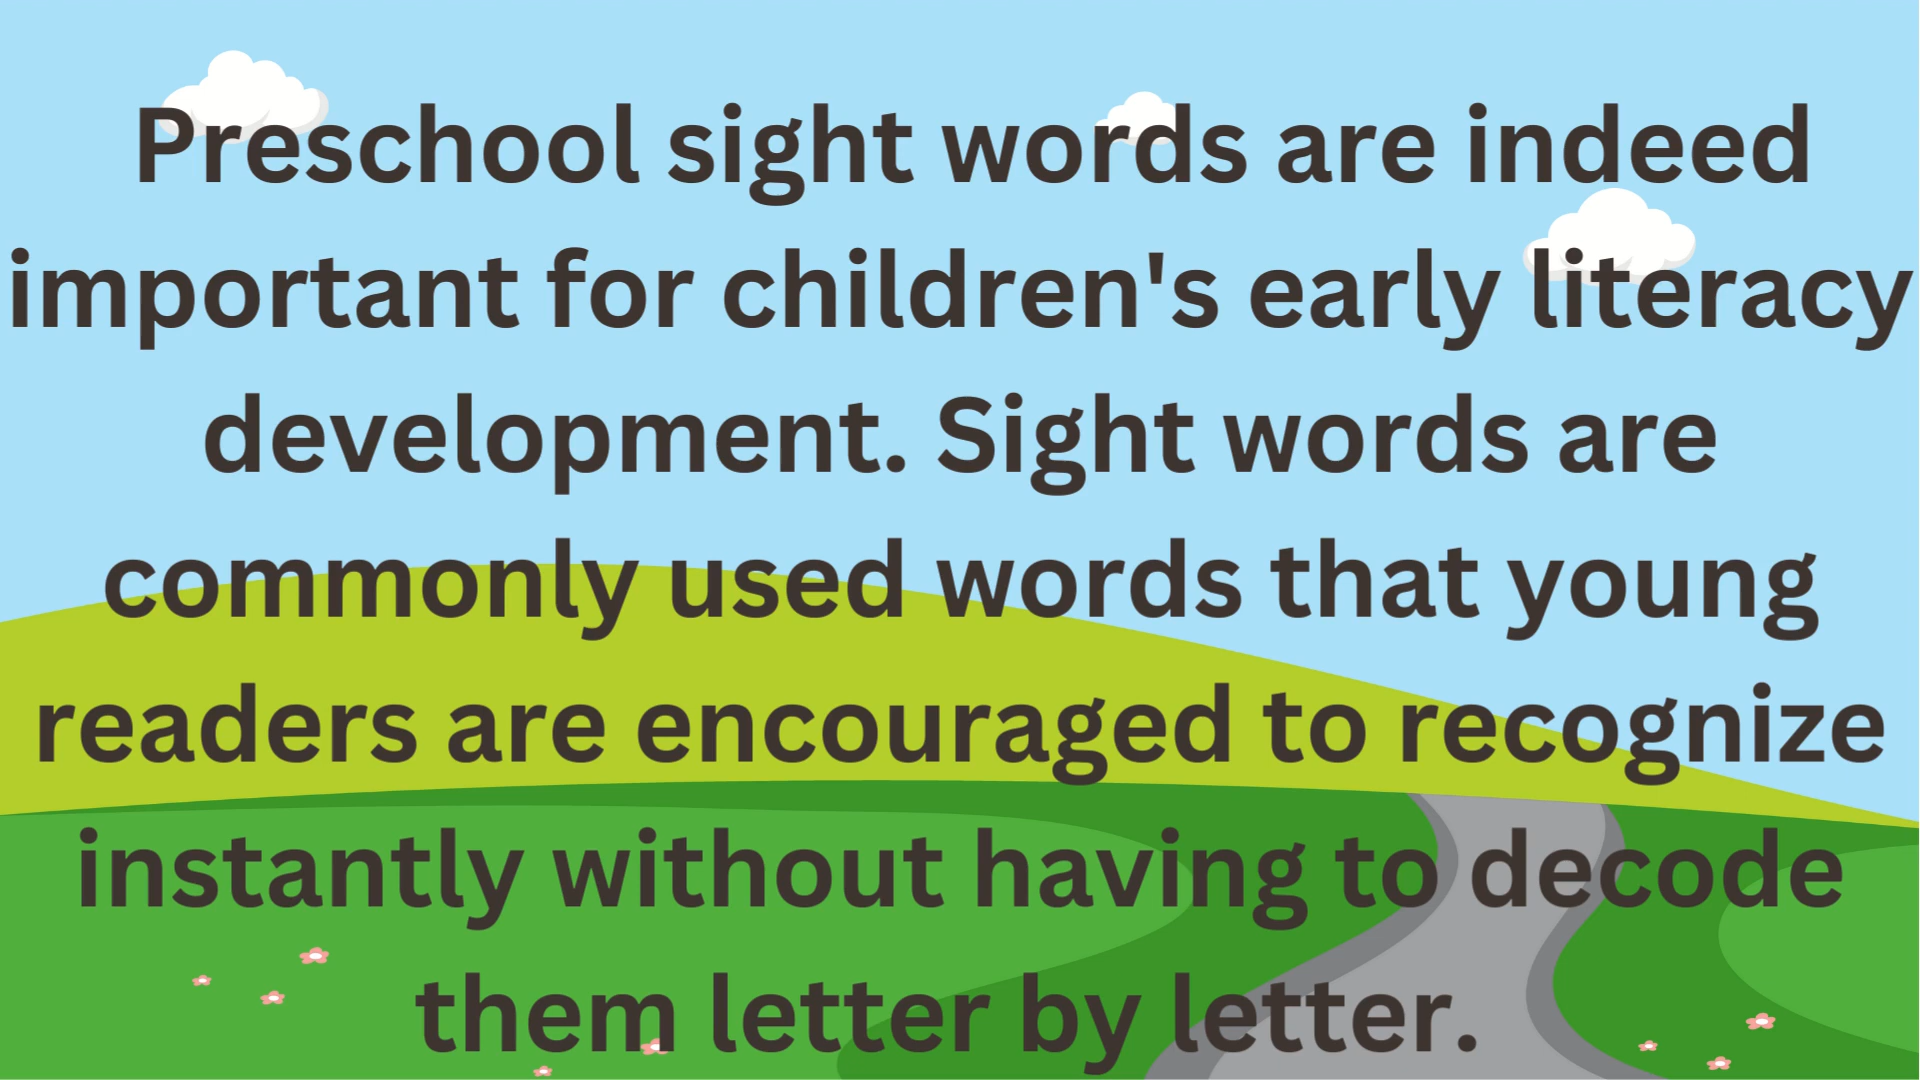 Preschool sight words are indeed
important for children's early literacy
development. Sight words are
commonly used words that young
readers are encouraged to recognize
instantly without having to decode
them letter by letter.